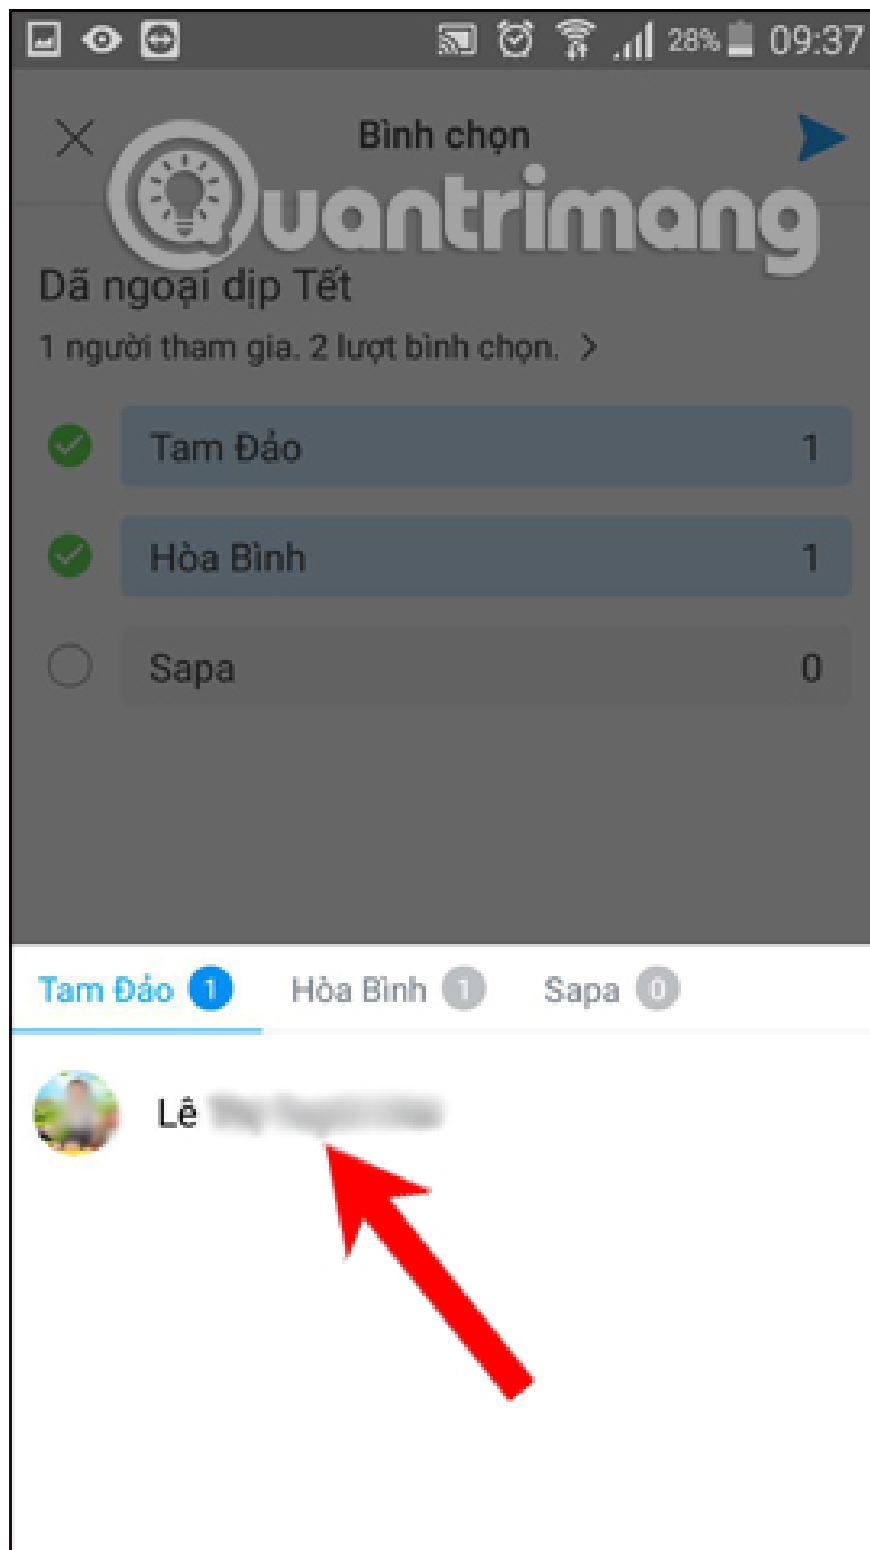 28% 09:37
Bình chọn
Quantrimang
Dã ngoại dịp Tết
1 người tham gia. 2 lượt bình chọn. >
Tam Đảo 1
Hòa Bình 1
Sapa 0
Tam Đảo 1 Hòa Bình 1 Sapa 0
Lê